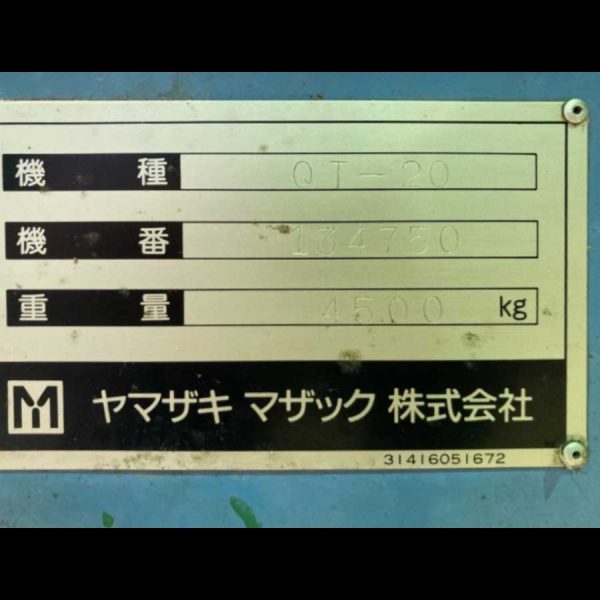 機種 QT-20
機番 134750
重量 4500 kg
ヤマザキ マザック 株式会社
31416051672